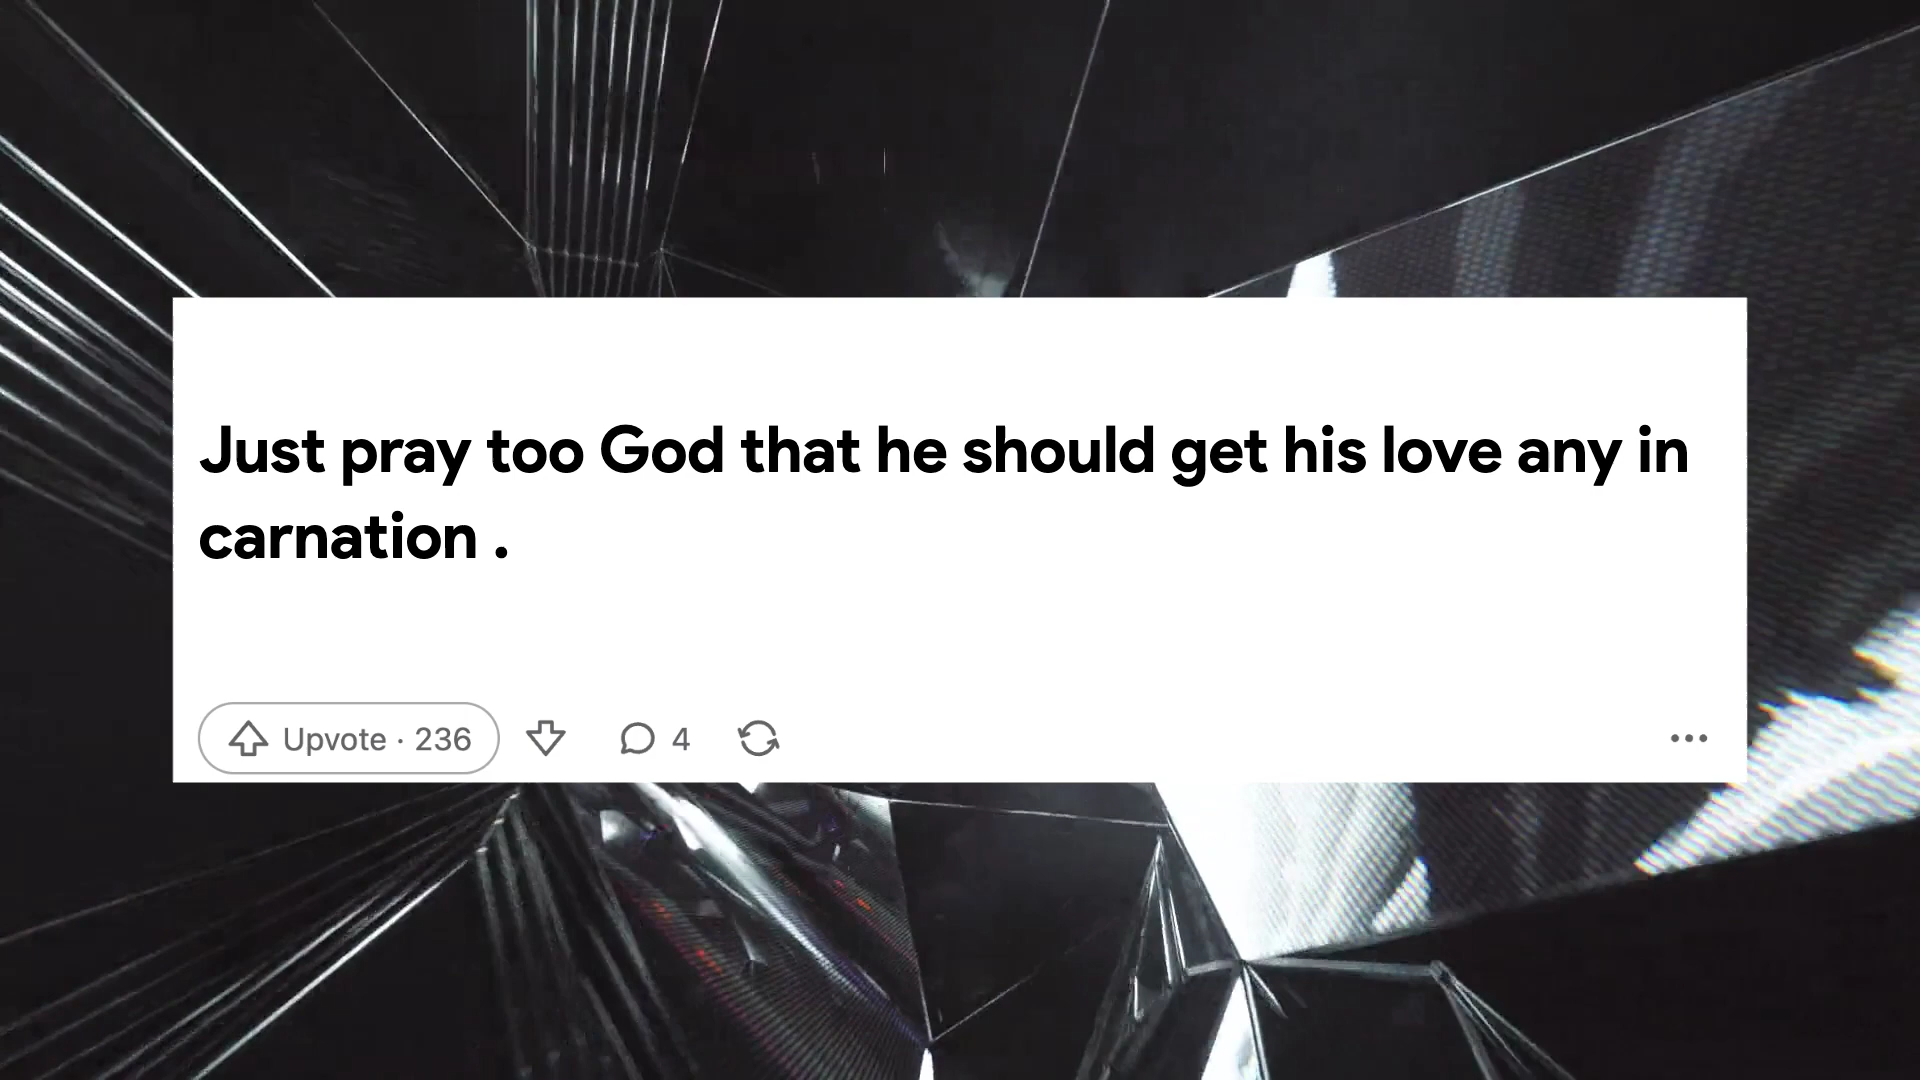 Just pray too God that he should get his love any in
carnation .
Upvote · 236
4